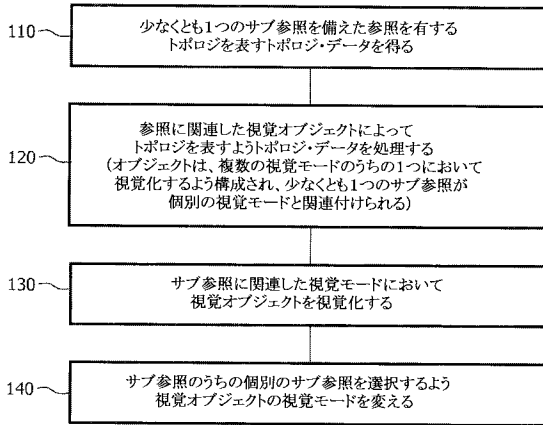 110
少なくとも1つのサブ参照を備えた参照を有する
トポロジを表すトポロジ・データを得る
120
参照に関連した視覚オブジェクトによって
トポロジを表すようトポロジ・データを処理する
(オブジェクトは、複数の視覚モードのうちの1つにおいて
視覚化するよう構成され、少なくとも1つのサブ参照が
個別の視覚モードと関連付けられる)
130
サブ参照に関連した視覚モードにおいて
視覚オブジェクトを視覚化する
140
サブ参照のうちの個別のサブ参照を選択するよう
視覚オブジェクトの視覚モードを変える